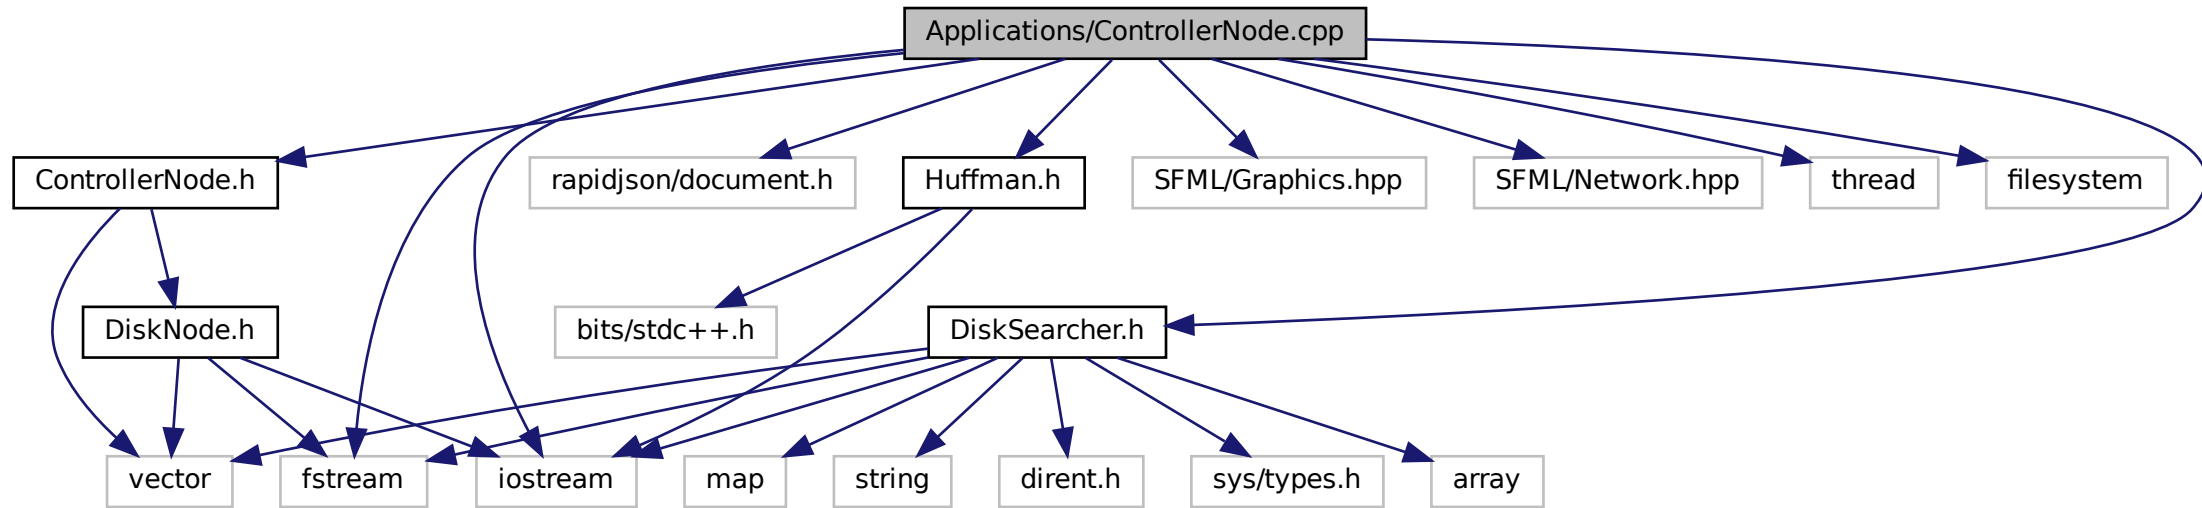 Applications/ControllerNode.cpp
ControllerNode.h
rapidjson/document.h
Huffman.h
SFML/Graphics.hpp
SFML/Network.hpp
thread
filesystem
DiskNode.h
bits/stdc++.h
DiskSearcher.h
vector
fstream
iostream
map
string
dirent.h
sys/types.h
array